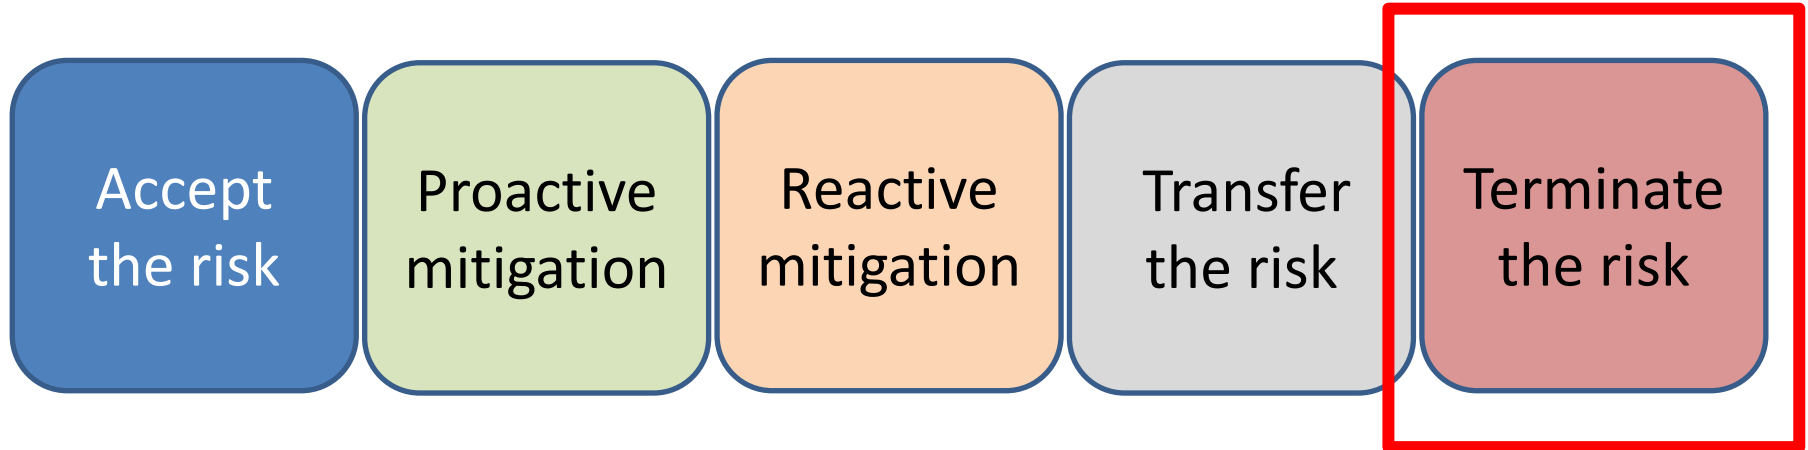 Accept
the risk
Proactive
mitigation
Reactive
mitigation
Transfer
the risk
Terminate
the risk